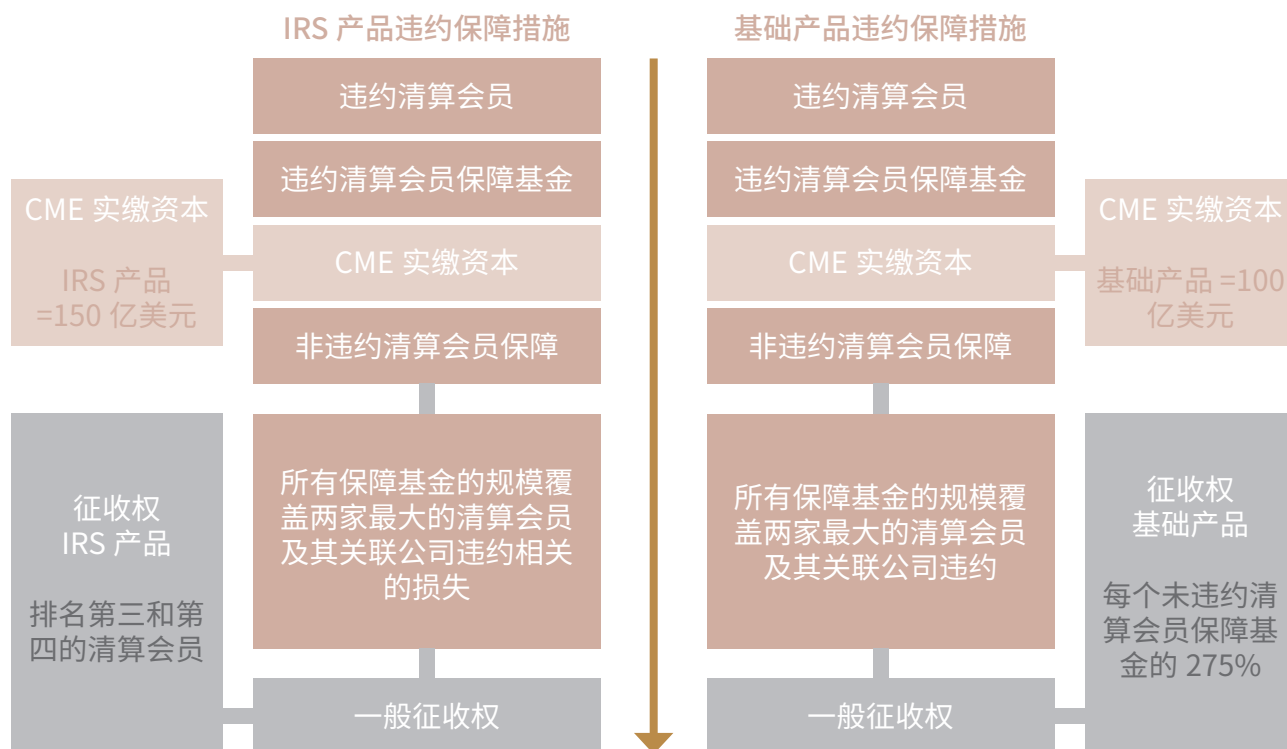 IRS 产品违约保障措施
违约清算会员
违约清算会员保障基金
CME 实缴资本
非违约清算会员保障
所有保障基金的规模覆
盖两家最大的清算会员
及其关联公司违约相关
的损失
一般征收权
CME 实缴资本
IRS 产品
=150 亿美元
征收权
IRS 产品
排名第三和第
四的清算会员
基础产品违约保障措施
违约清算会员
违约清算会员保障基金
CME 实缴资本
非违约清算会员保障
所有保障基金的规模覆
盖两家最大的清算会员
及其关联公司违约
一般征收权
CME 实缴资本
基础产品 =100
亿美元
征收权
基础产品
每个未违约清
算会员保障基
金的 275%